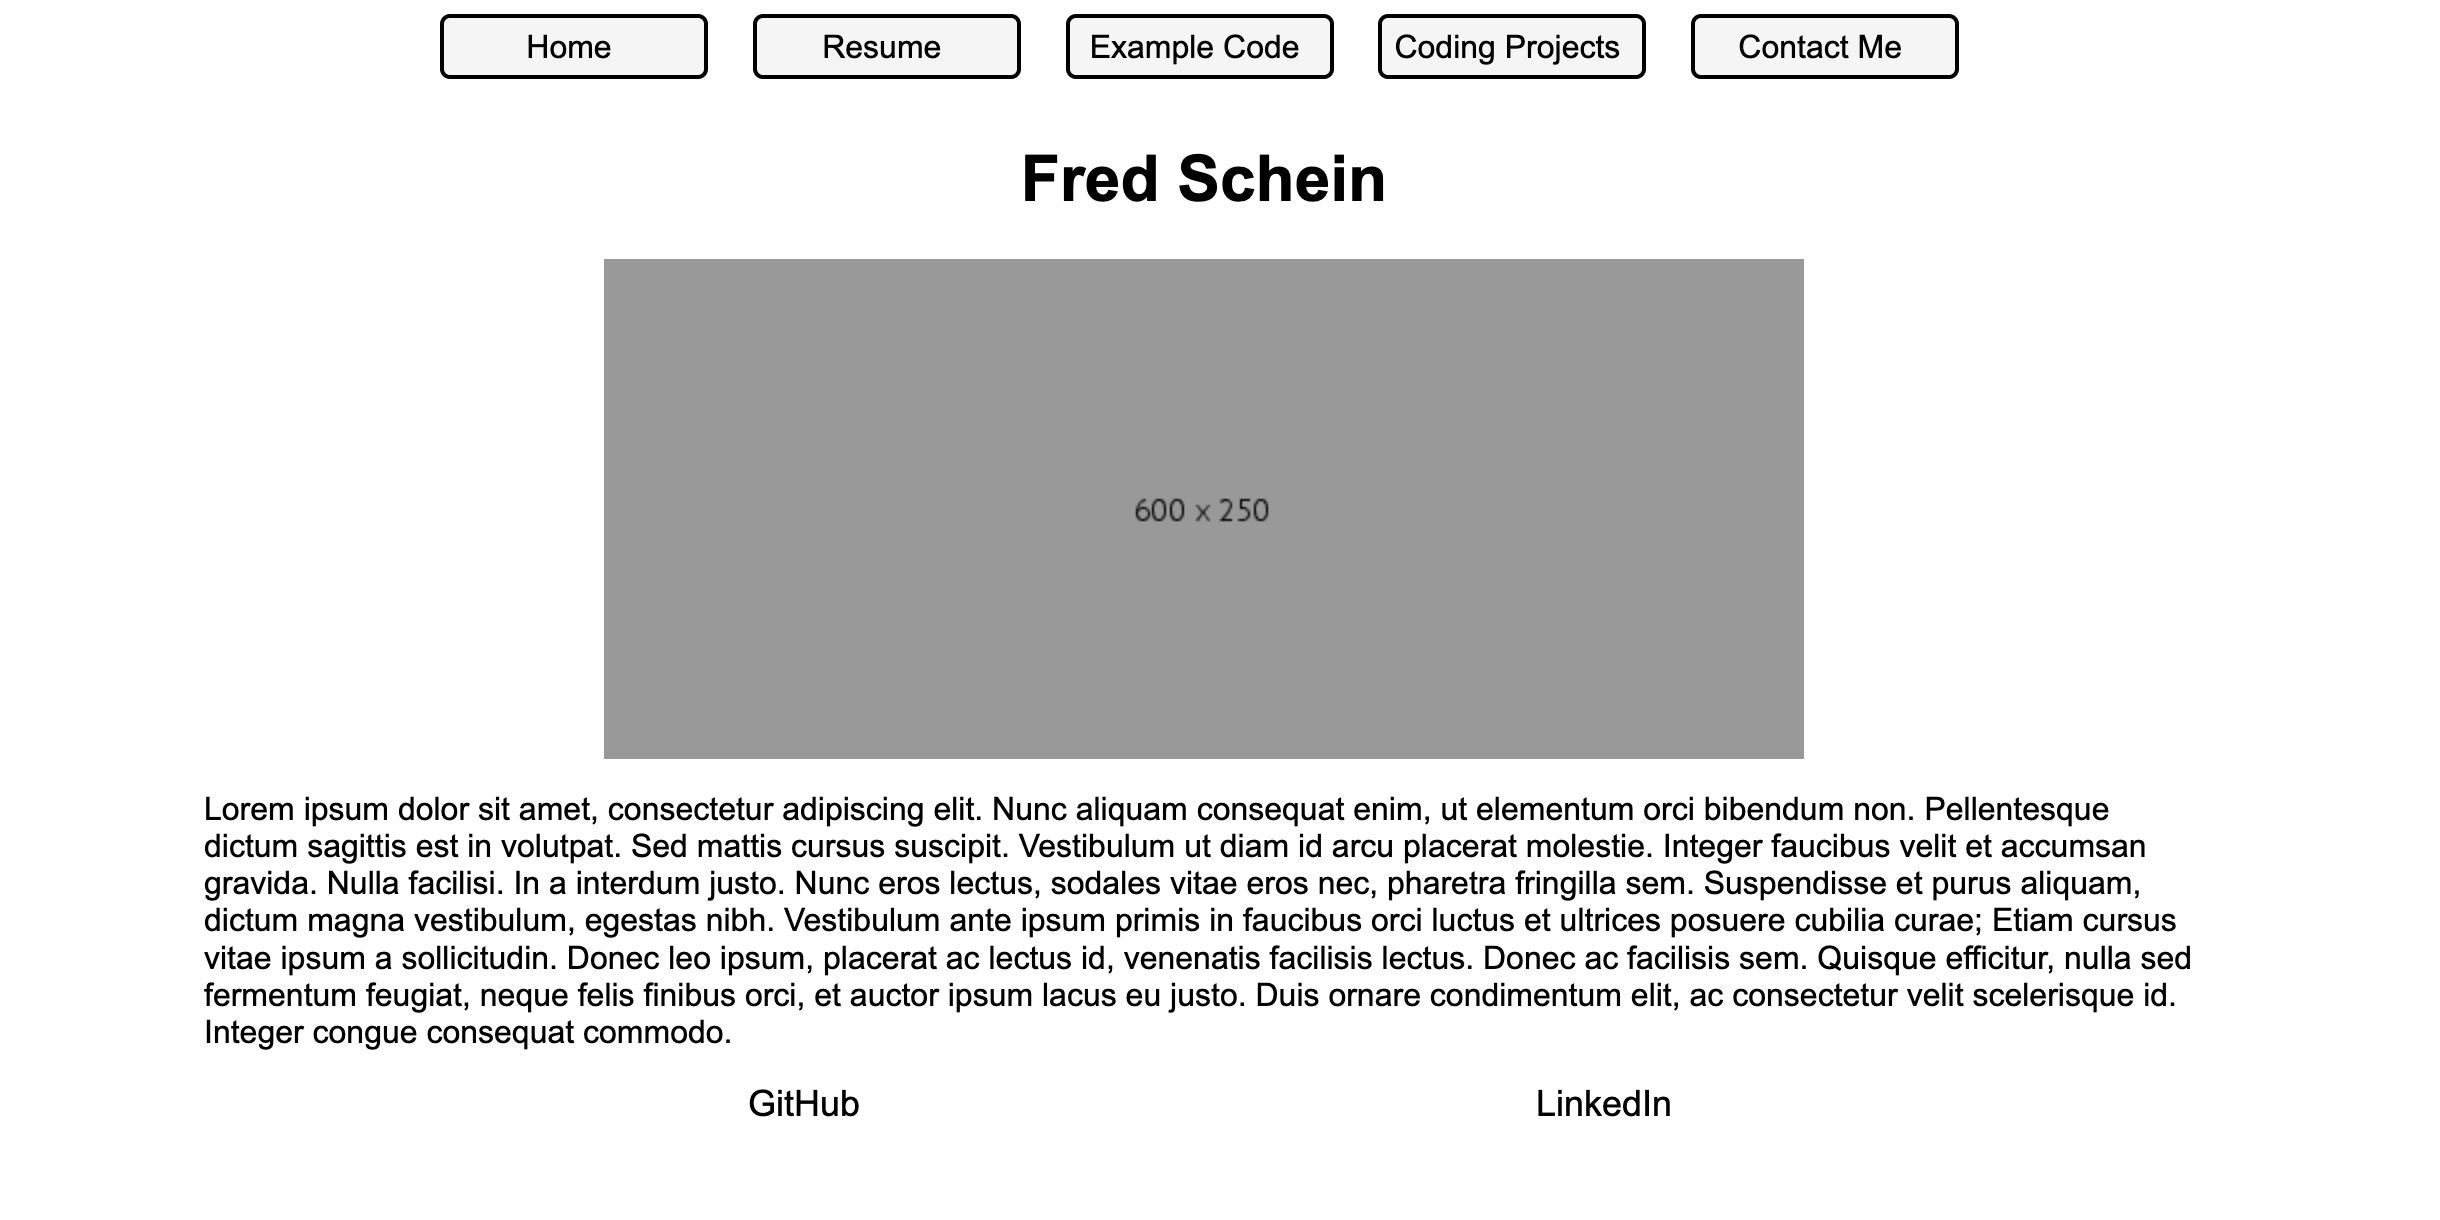 Home Resume Example Code Coding Projects Contact Me
Fred Schein
600 x 250
Lorem ipsum dolor sit amet, consectetur adipiscing elit. Nunc aliquam consequat enim, ut elementum orci bibendum non. Pellentesque
dictum sagittis est in volutpat. Sed mattis cursus suscipit. Vestibulum ut diam id arcu placerat molestie. Integer faucibus velit et accumsan
gravida. Nulla facilisi. In a interdum justo. Nunc eros lectus, sodales vitae eros nec, pharetra fringilla sem. Suspendisse et purus aliquam,
dictum magna vestibulum, egestas nibh. Vestibulum ante ipsum primis in faucibus orci luctus et ultrices posuere cubilia curae; Etiam cursus
vitae ipsum a sollicitudin. Donec leo ipsum, placerat ac lectus id, venenatis facilisis lectus. Donec ac facilisis sem. Quisque efficitur, nulla sed
fermentum feugiat, neque felis finibus orci, et auctor ipsum lacus eu justo. Duis ornare condimentum elit, ac consectetur velit scelerisque id.
Integer congue consequat commodo.
GitHub LinkedIn